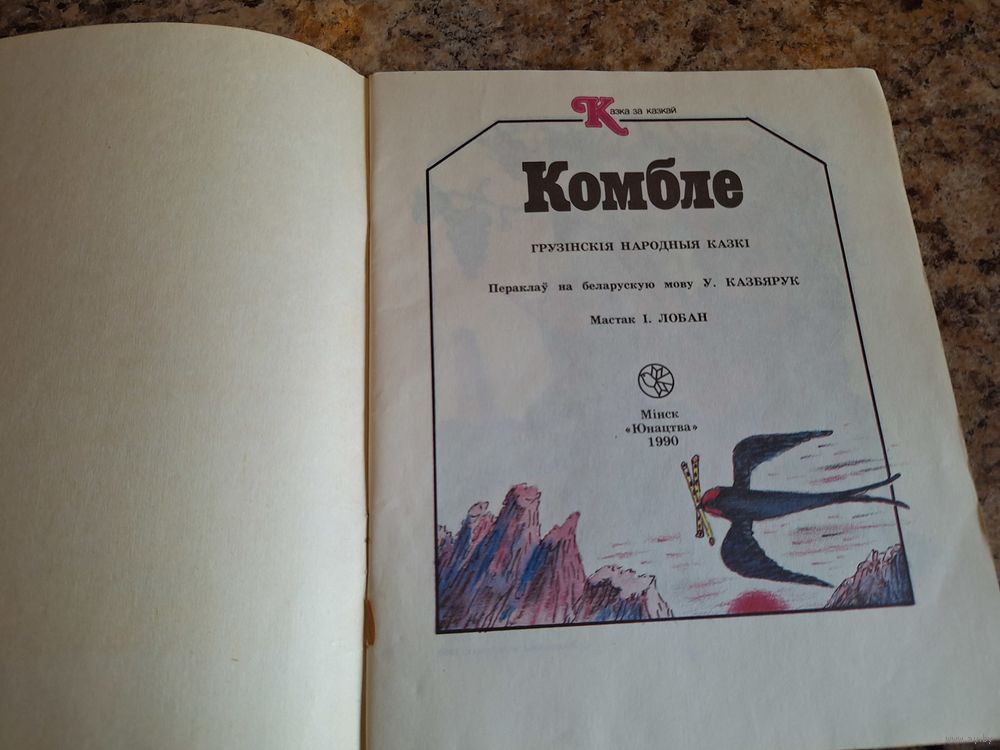 Казка за казкай
Комбле
ГРУЗІНСКІЯ НАРОДНЫЯ КАЗКІ
Пераклаў на беларускую мову У. КАЗБЯРУК
Мастак І. ЛОБАН
Мінск
«Юнацтва»
1990